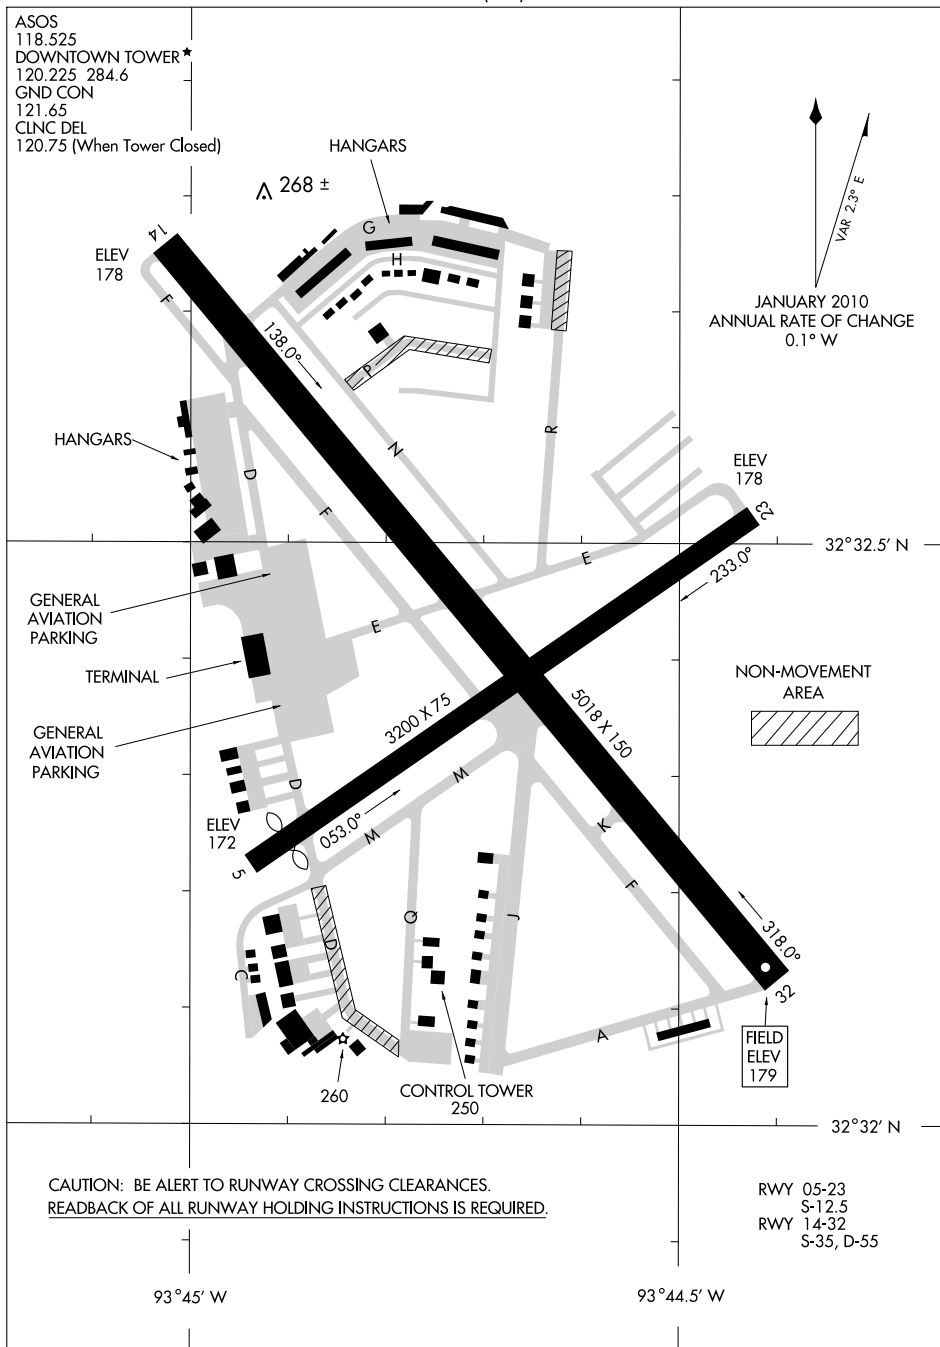 ASOS
118.525
DOWNTOWN TOWER★
120.225 284.6
GND CON
121.65
CLNC DEL
120.75 (When Tower Closed)
HANGARS
268 ±
VAR 2.3° E
JANUARY 2010
ANNUAL RATE OF CHANGE
0.1° W
14
ELEV
178
G
H
F
138.0°
P
HANGARS
D
N
R
F
ELEV
178
23
32°32.5' N
233.0°
E
E
GENERAL
AVIATION
PARKING
TERMINAL
GENERAL
AVIATION
PARKING
3200 X 75
5018 X 150
NON-MOVEMENT
AREA
D
M
M
K
ELEV
172
053.0°
5
F
C
D
Q
J
318.0°
32
A
FIELD
ELEV
179
260
CONTROL TOWER
250
32°32' N
CAUTION: BE ALERT TO RUNWAY CROSSING CLEARANCES.
READBACK OF ALL RUNWAY HOLDING INSTRUCTIONS IS REQUIRED.
RWY 05-23
S-12.5
RWY 14-32
S-35, D-55
93°45' W
93°44.5' W